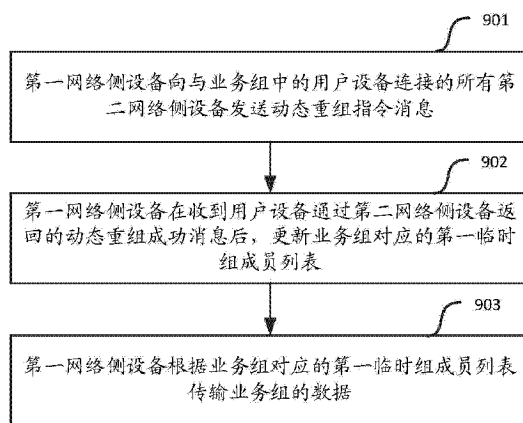 901
第一网络侧设备向与业务组中的用户设备连接的所有第
二网络侧设备发送动态重组指令消息
902
第一网络侧设备在收到用户设备通过第二网络侧设备返
回的动态重组成功消息后，更新业务组对应的第一临时
组成员列表
903
第一网络侧设备根据业务组对应的第一临时组成员列表
传输业务组的数据